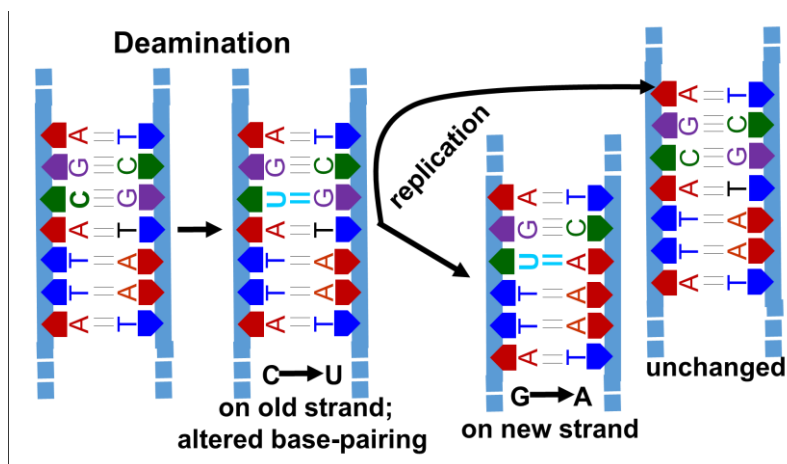 Deamination
A T
G C
C G
A T
T A
T A
A T
A T
G C
U G
A T
T A
T A
A T
C U
on old strand;
altered base-pairing
replication
A T
G C
U A
T A
T A
A T
G A
on new strand
A T
G C
C G
A T
T A
T A
A T
unchanged